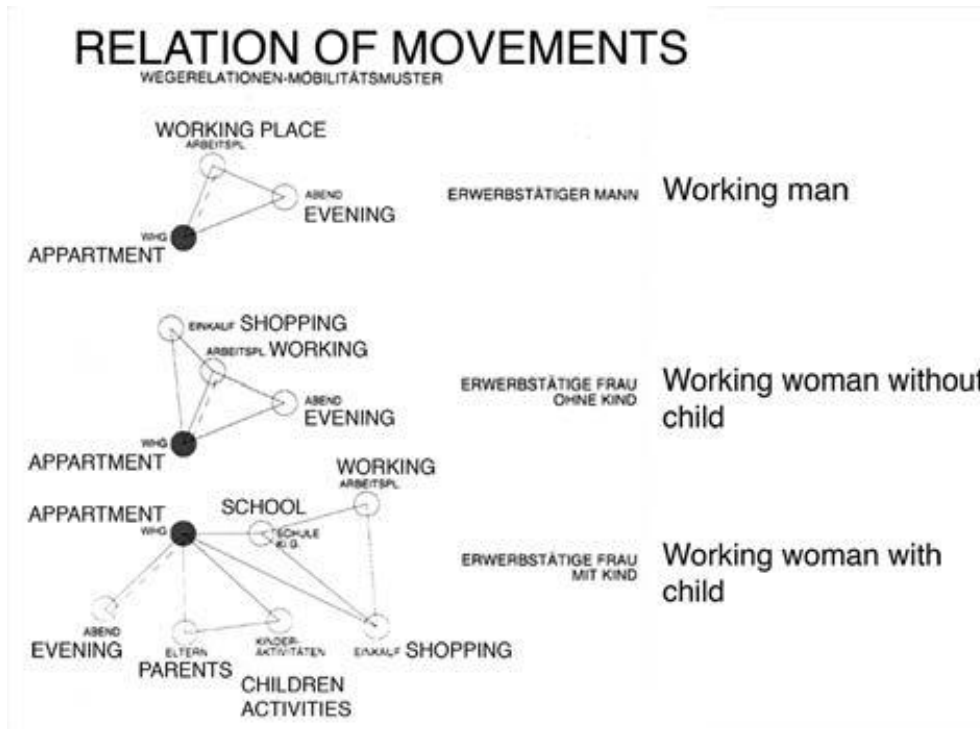 RELATION OF MOVEMENTS
WEGERELATIONEN-MOBILITÄTSMUSTER
WORKING PLACE
ARBEITSPL.
ABEND
EVENING
WHG
APPARTMENT
ERWERBSTÄTIGER MANN
Working man
EINKAUF SHOPPING
ARBEITSPL. WORKING
ABEND
EVENING
WHG
APPARTMENT
ERWERBSTÄTIGE FRAU
OHNE KIND
Working woman without
child
WORKING
ARBEITSPL.
SCHOOL
SCHULE
KI.G.
APPARTMENT
WHG
ABEND
EVENING
ELTERN
PARENTS
KINDER-
AKTIVITÄTEN
CHILDREN
ACTIVITIES
EINKAUF SHOPPING
ERWERBSTÄTIGE FRAU
MIT KIND
Working woman with
child